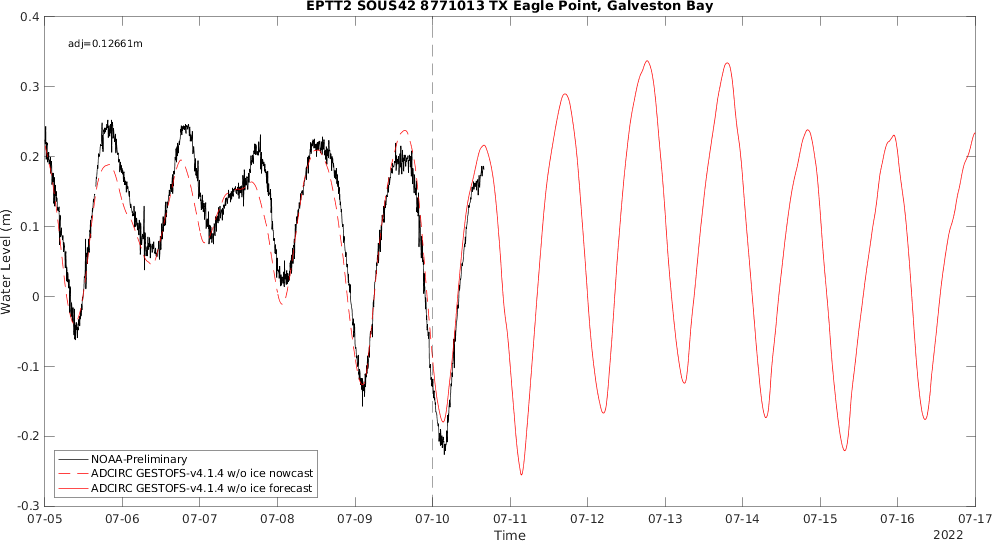 EPTT2 SOUS42 8771013 TX Eagle Point, Galveston Bay
0.4
adj=0.12661m
0.3
0.2
0.1
0
-0.1
-0.2
-0.3
Water Level (m)
NOAA-Preliminary
ADCIRC GESTOFS-v4.1.4 w/o ice nowcast
ADCIRC GESTOFS-v4.1.4 w/o ice forecast
07-05 07-06 07-07 07-08 07-09 07-10 07-11 07-12 07-13 07-14 07-15 07-16 07-17
Time
2022